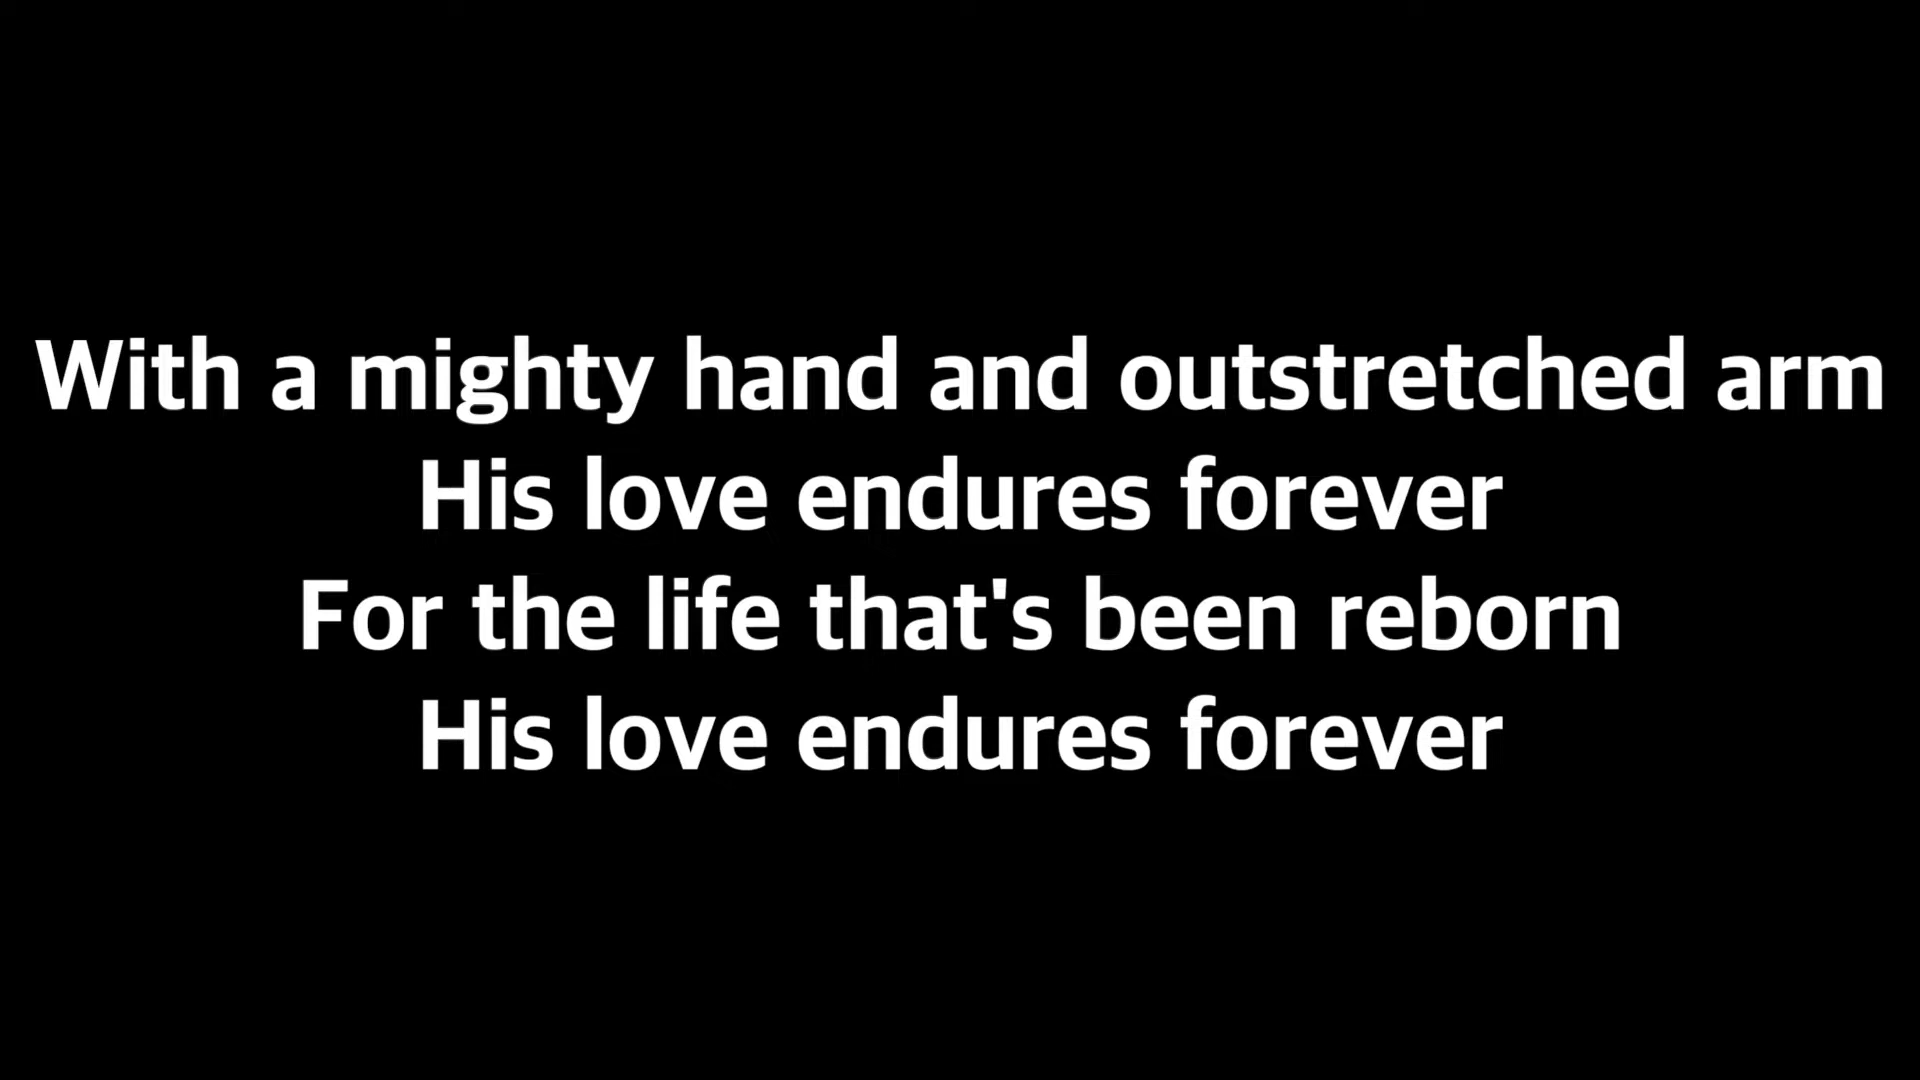 With a mighty hand and outstretched arm
His love endures forever
For the life that's been reborn
His love endures forever